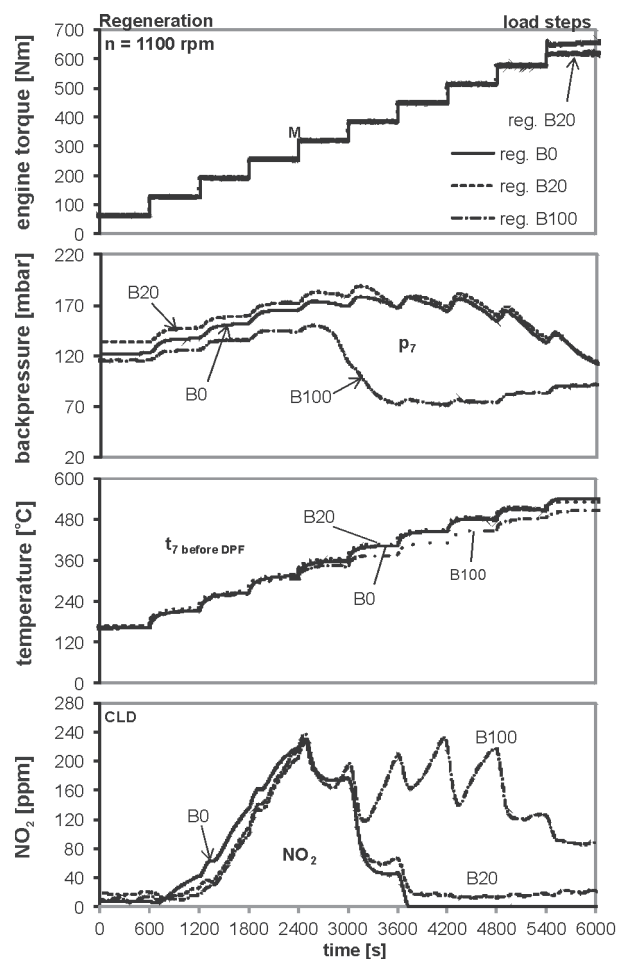 Regeneration
load steps
n = 1100 rpm
engine torque [Nm]
700
600
500
400
300
200
100
0
M
reg. B20
reg. B0
reg. B20
reg. B100
backpressure [mbar]
220
170
120
70
20
B20
B0
B100
p7
temperature [°C]
600
480
360
240
120
0
t7 before DPF
B20
B0
B100
NO2 [ppm]
280
240
200
160
120
80
40
0
CLD
B0
NO2
B100
B20
0 600 1200 1800 2400 3000 3600 4200 4800 5400 6000
time [s]